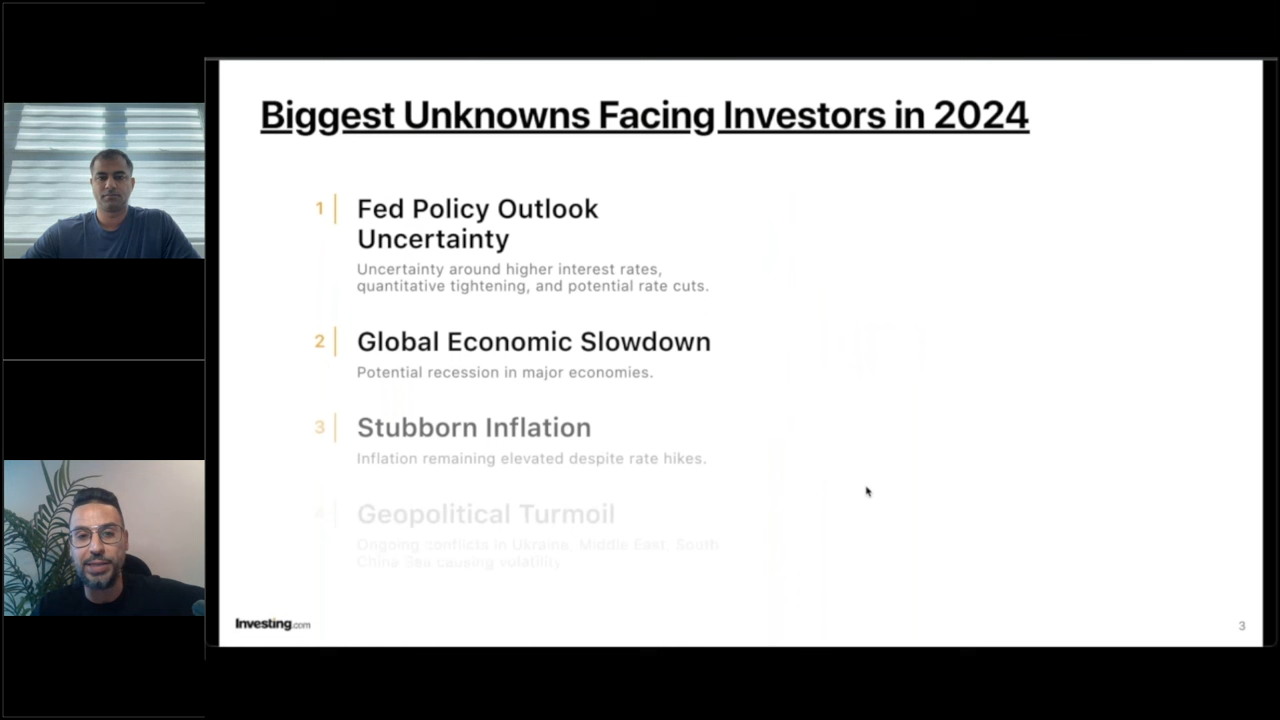 Biggest Unknowns Facing Investors in 2024
1
Fed Policy Outlook
Uncertainty
Uncertainty around higher interest rates,
quantitative tightening, and potential rate cuts.
2
Global Economic Slowdown
Potential recession in major economies.
3
Stubborn Inflation
Inflation remaining elevated despite rate hikes.
4
Geopolitical Turmoil
Ongoing conflicts in Ukraine, Middle East, South
China Sea causing volatility
Investing.com
3